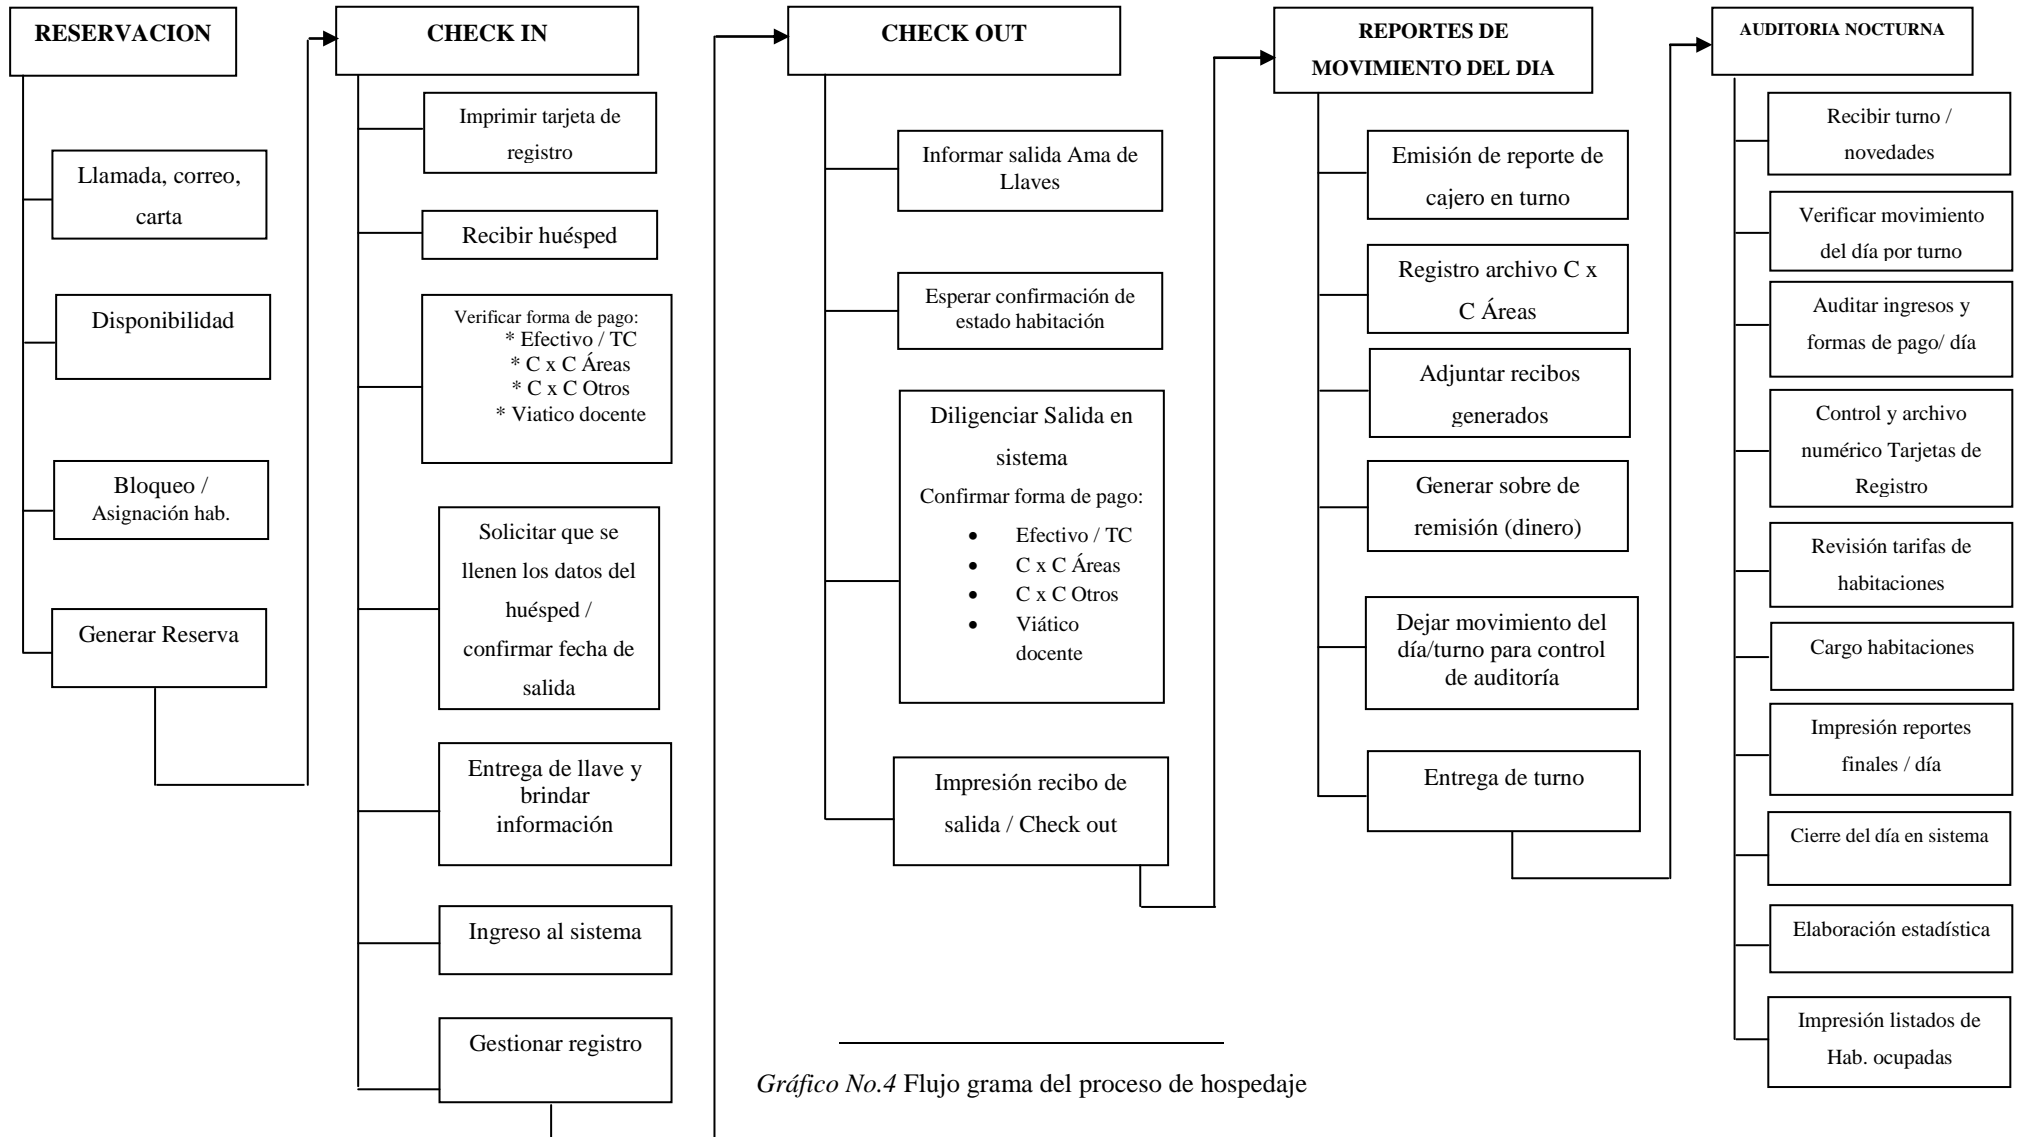 RESERVACION
Llamada, correo,
carta
Disponibilidad
Bloqueo /
Asignación hab.
Generar Reserva
CHECK IN
Imprimir tarjeta de
registro
Recibir huésped
Verificar forma de pago:
* Efectivo / TC
* C x C Áreas
* C x C Otros
* Viatico docente
Solicitar que se
llenen los datos del
huésped /
confirmar fecha de
salida
Entrega de llave y
brindar
información
Ingreso al sistema
Gestionar registro
CHECK OUT
Informar salida Ama de
Llaves
Esperar confirmación de
estado habitación
Diligenciar Salida en
sistema
Confirmar forma de pago:
• Efectivo / TC
• C x C Áreas
• C x C Otros
• Viático
docente
Impresión recibo de
salida / Check out
REPORTES DE
MOVIMIENTO DEL DIA
Emisión de reporte de
cajero en turno
Registro archivo C x
C Áreas
Adjuntar recibos
generados
Generar sobre de
remisión (dinero)
Dejar movimiento del
día/turno para control
de auditoría
Entrega de turno
AUDITORIA NOCTURNA
Recibir turno /
novedades
Verificar movimiento
del día por turno
Auditar ingresos y
formas de pago/ día
Control y archivo
numérico Tarjetas de
Registro
Revisión tarifas de
habitaciones
Cargo habitaciones
Impresión reportes
finales / día
Cierre del día en sistema
Elaboración estadística
Impresión listados de
Hab. ocupadas
Gráfico No.4 Flujo grama del proceso de hospedaje